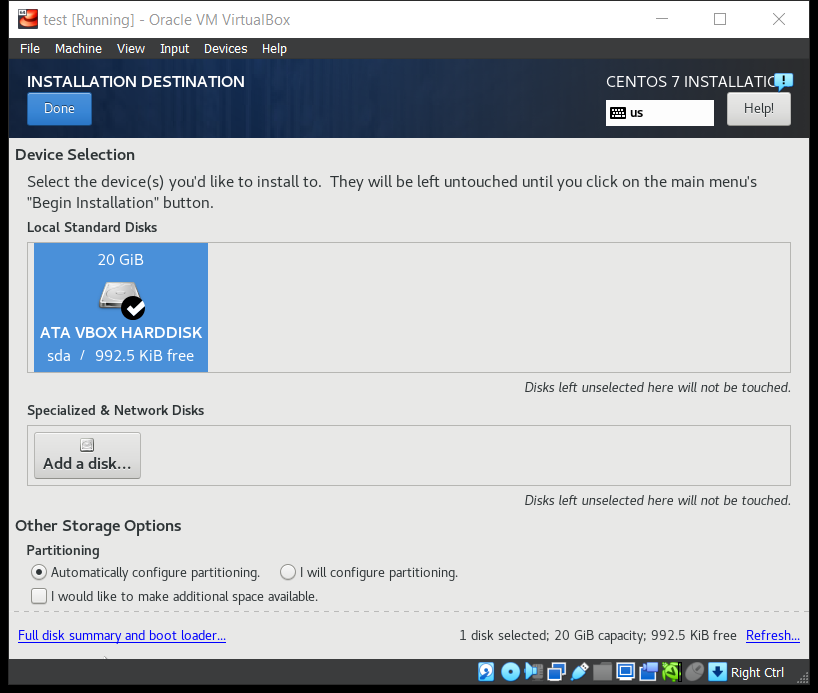 test [Running] - Oracle VM VirtualBox
File Machine View Input Devices Help
INSTALLATION DESTINATION
CENTOS 7 INSTALLATIO
Done
us
Help!
Device Selection
Select the device(s) you'd like to install to. They will be left untouched until you click on the main menu's
"Begin Installation" button.
Local Standard Disks
20 GiB
ATA VBOX HARDDISK
sda / 992.5 KiB free
Disks left unselected here will not be touched.
Specialized & Network Disks
Add a disk...
Disks left unselected here will not be touched.
Other Storage Options
Partitioning
Automatically configure partitioning. I will configure partitioning.
I would like to make additional space available.
Full disk summary and boot loader... 1 disk selected; 20 GiB capacity; 992.5 KiB free Refresh...
Right Ctrl